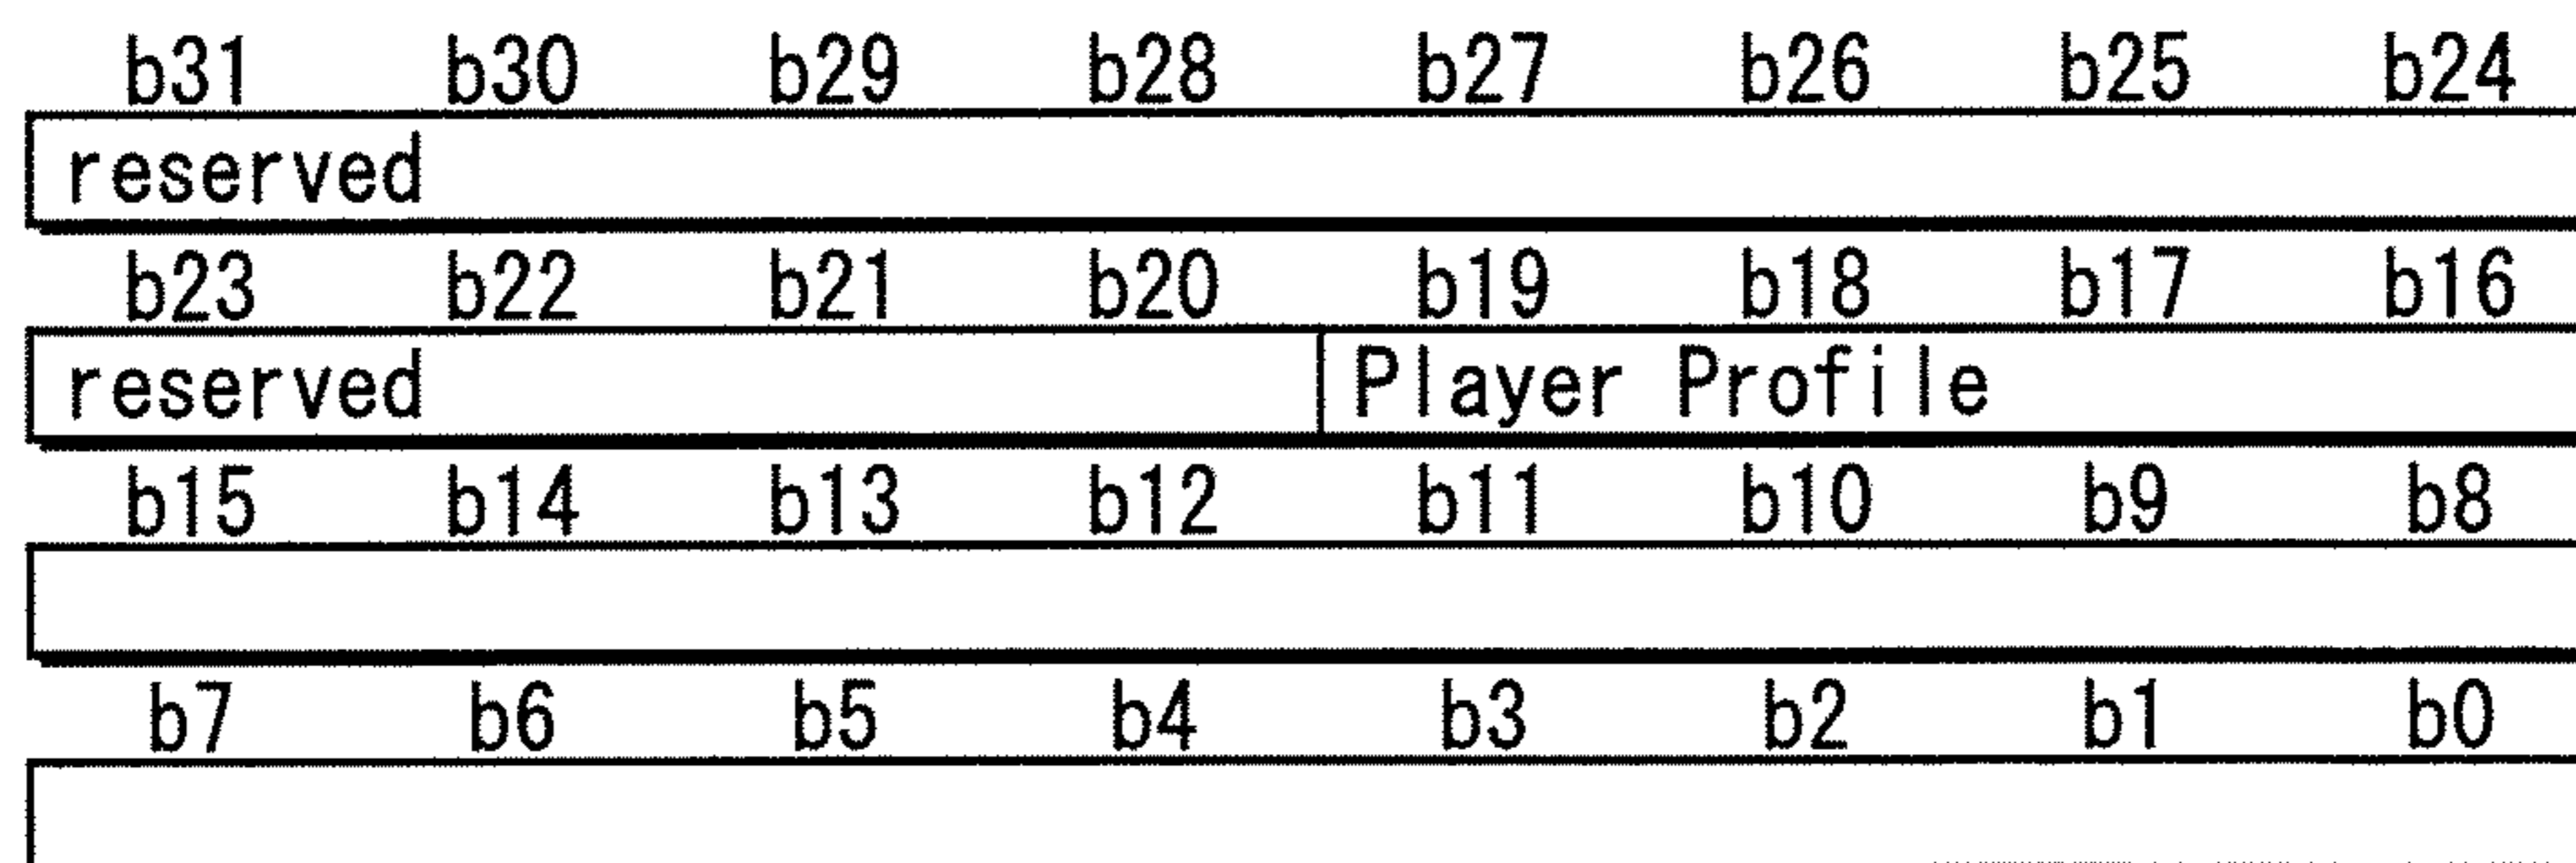 b31 b30 b29 b28 b27 b26 b25 b24
reserved
b23 b22 b21 b20 b19 b18 b17 b16
reserved Player Profile
b15 b14 b13 b12 b11 b10 b9 b8
b7 b6 b5 b4 b3 b2 b1 b0